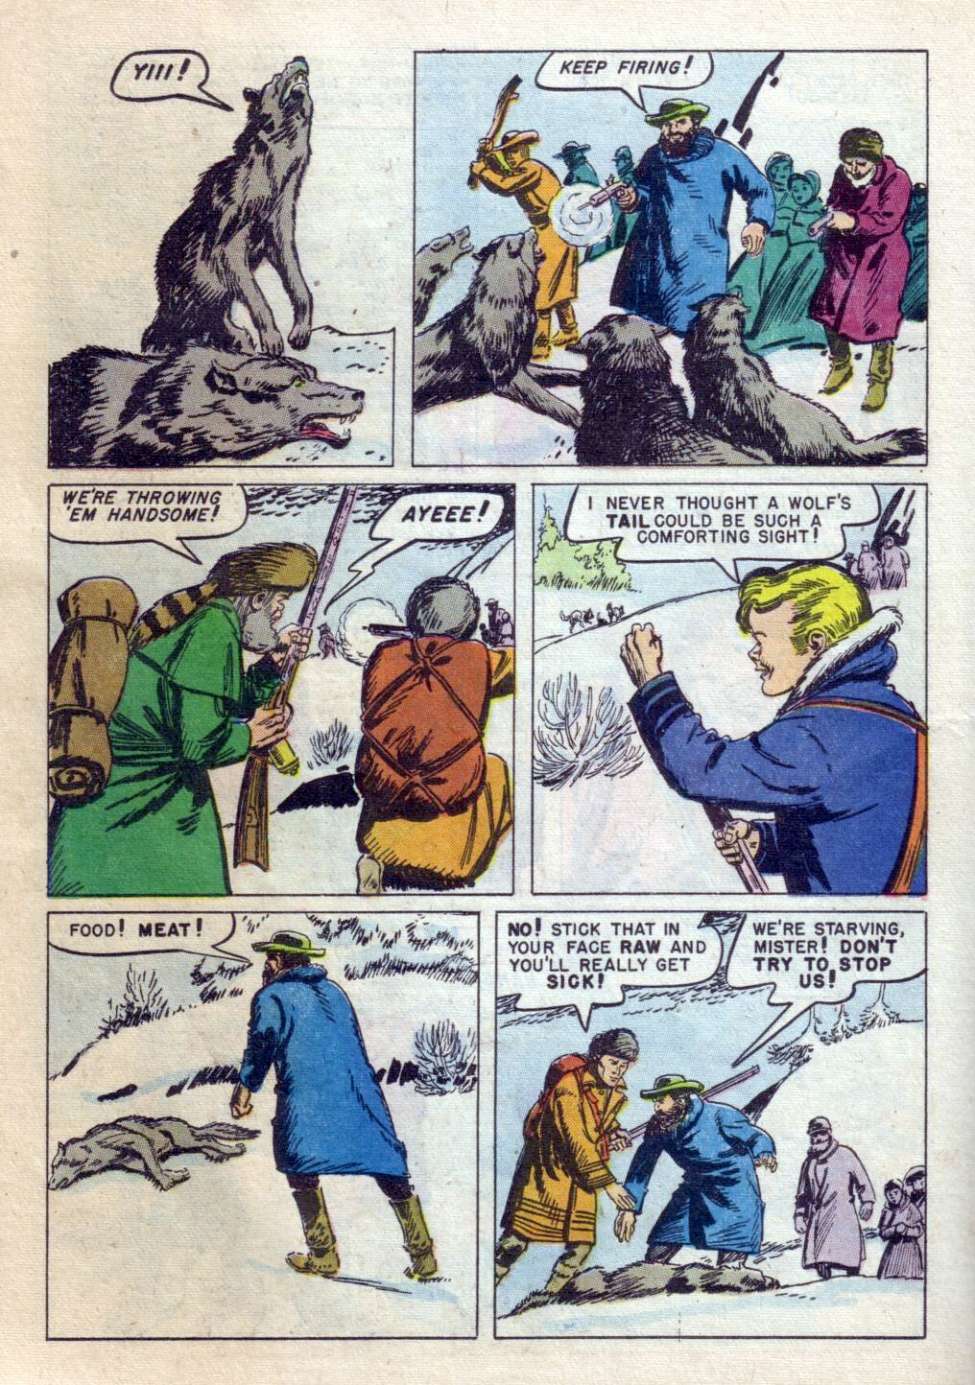 YIII!
KEEP FIRING!
WE'RE THROWING
'EM HANDSOME!
AYEEE!
I NEVER THOUGHT A WOLF'S
TAIL COULD BE SUCH A
COMFORTING SIGHT!
FOOD! MEAT!
NO! STICK THAT IN
YOUR FACE RAW AND
YOU'LL REALLY GET
SICK!
WE'RE STARVING,
MISTER! DON'T
TRY TO STOP
US!